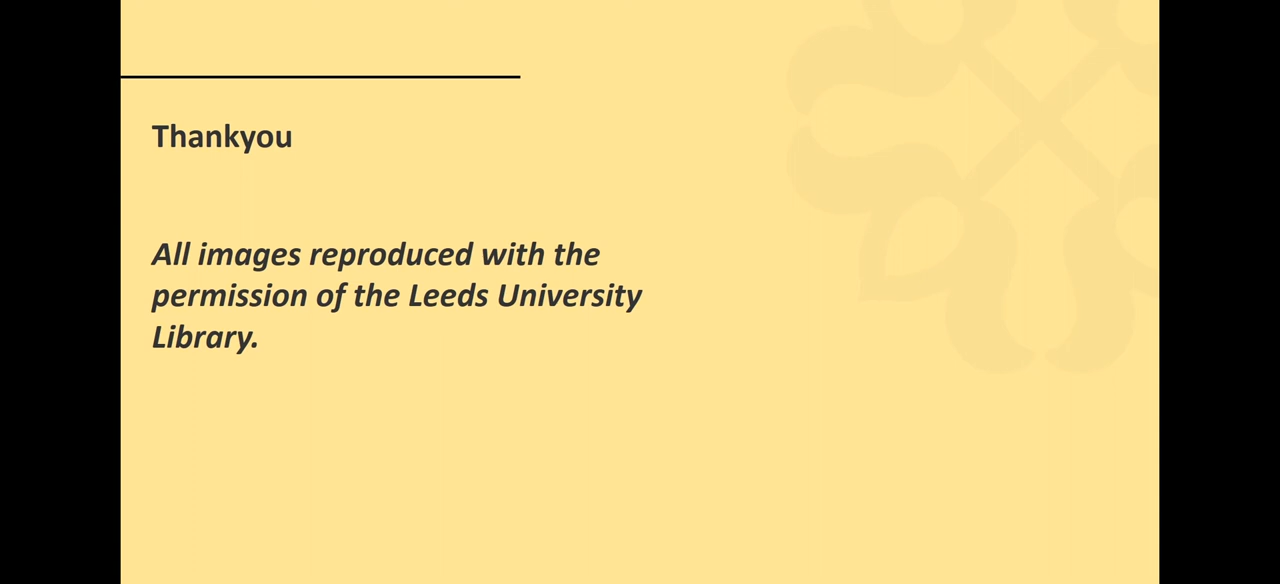 Thankyou
All images reproduced with the
permission of the Leeds University
Library.